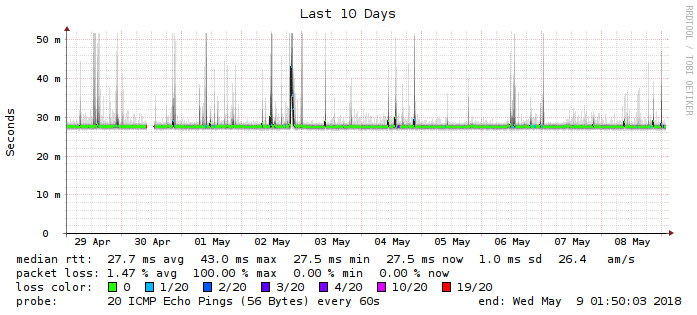 Last 10 Days
RRDTOOL / TOBI OETIKER
Seconds
50 m
40 m
30 m
20 m
10 m
0
29 Apr 30 Apr 01 May 02 May 03 May 04 May 05 May 06 May 07 May 08 May
median rtt: 27.7 ms avg 43.0 ms max 27.5 ms min 27.5 ms now 1.0 ms sd 26.4 am/s
packet loss: 1.47 % avg 100.00 % max 0.00 % min 0.00 % now
loss color: 0 1/20 2/20 3/20 4/20 10/20 19/20
probe: 20 ICMP Echo Pings (56 Bytes) every 60s end: Wed May 9 01:50:03 2018